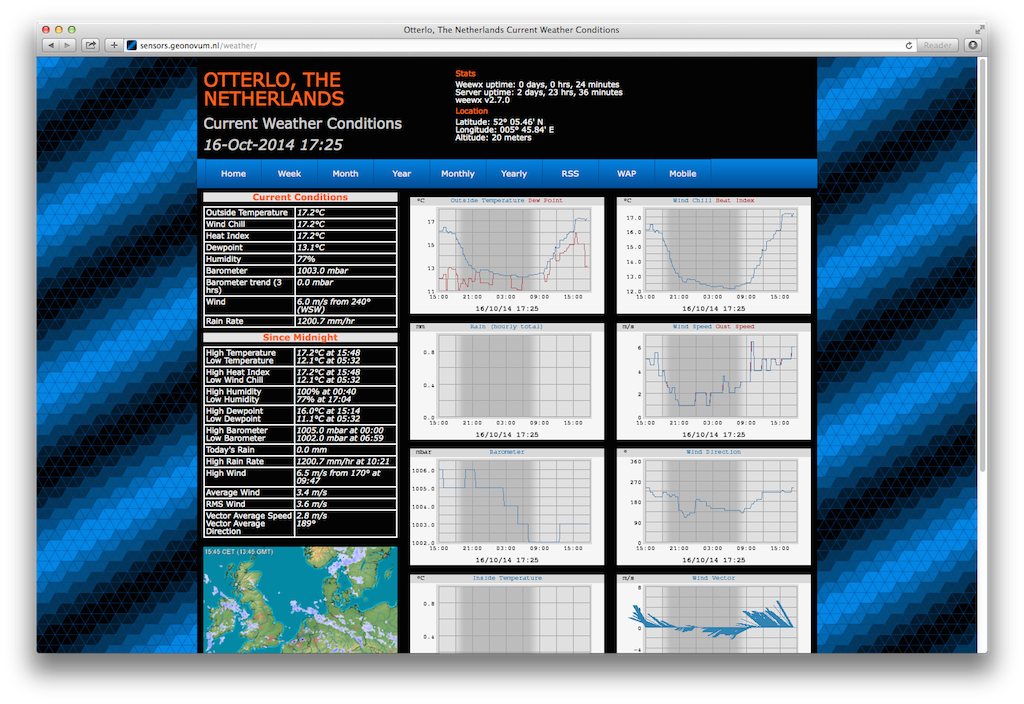 Otterlo, The Netherlands Current Weather Conditions
sensors.geonovum.nl/weather/
Reader
OTTERLO, THE
NETHERLANDS
Current Weather Conditions
16-Oct-2014 17:25
Stats
Weewx uptime: 0 days, 0 hrs, 24 minutes
Server uptime: 2 days, 23 hrs, 36 minutes
weewx v2.7.0
Location
Latitude: 52° 05.46' N
Longitude: 005° 45.84' E
Altitude: 20 meters
Home Week Month Year Monthly Yearly RSS WAP Mobile
Current Conditions
Outside Temperature 17.2°C
Wind Chill 17.2°C
Heat Index 17.2°C
Dewpoint 13.1°C
Humidity 77%
Barometer 1003.0 mbar
Barometer trend (3 0.0 mbar
hrs)
Wind 6.0 m/s from 240°
(WSW)
Rain Rate 1200.7 mm/hr
Since Midnight
High Temperature 17.2°C at 15:48
Low Temperature 12.1°C at 05:32
High Heat Index 17.2°C at 15:48
Low Wind Chill 12.1°C at 05:32
High Humidity 100% at 00:40
Low Humidity 77% at 17:04
High Dewpoint 16.0°C at 15:14
Low Dewpoint 11.1°C at 05:32
High Barometer 1005.0 mbar at 00:00
Low Barometer 1002.0 mbar at 06:59
Today's Rain 0.0 mm
High Rain Rate 1200.7 mm/hr at 10:21
High Wind 6.5 m/s from 170° at
09:47
Average Wind 3.4 m/s
RMS Wind 3.6 m/s
Vector Average Speed 2.8 m/s
Vector Average 189°
Direction
15:45 CET (13:45 GMT)
°C Outside Temperature Dew Point
17
15
13
11
15:00 21:00 03:00 09:00 15:00
16/10/14 17:25
°C Wind Chill Heat Index
17.0
16.0
15.0
14.0
13.0
12.0
15:00 21:00 03:00 09:00 15:00
16/10/14 17:25
mm Rain (hourly total)
0.8
0.4
0.0
15:00 21:00 03:00 09:00 15:00
16/10/14 17:25
m/s Wind Speed Gust Speed
6
4
2
0
15:00 21:00 03:00 09:00 15:00
16/10/14 17:25
mbar Barometer
1006.0
1005.0
1004.0
1003.0
1002.0
15:00 21:00 03:00 09:00 15:00
16/10/14 17:25
° Wind Direction
360
270
180
90
0
15:00 21:00 03:00 09:00 15:00
16/10/14 17:25
°C Inside Temperature
0.8
0.4
m/s Wind Vector
8
4
0
-4